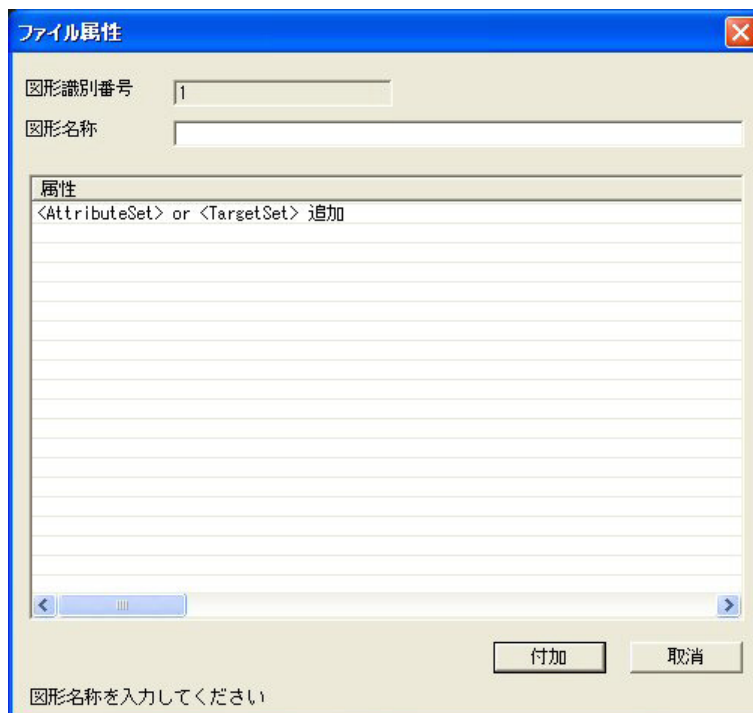 ファイル属性
図形識別番号 1
図形名称
属性
<AttributeSet> or <TargetSet> 追加
付加 取消
図形名称を入力してください